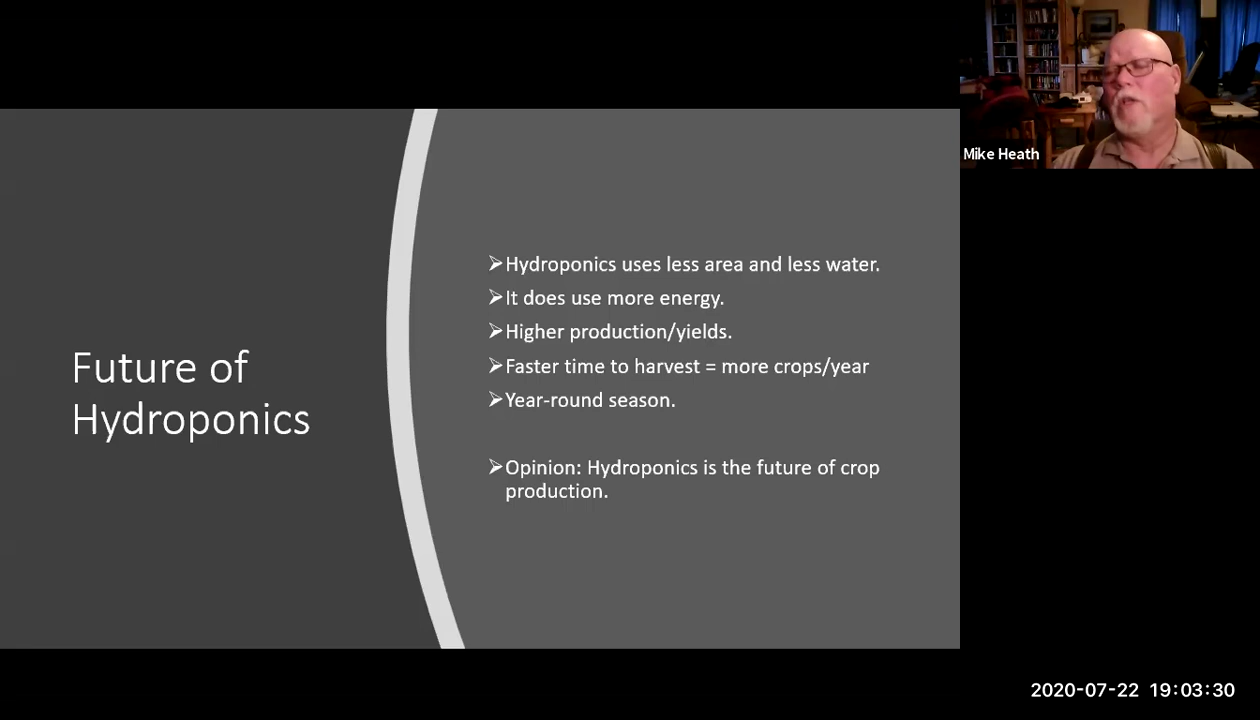 Mike Heath
Future of
Hydroponics
➢Hydroponics uses less area and less water.
➢It does use more energy.
➢Higher production/yields.
➢Faster time to harvest = more crops/year
➢Year-round season.
➢Opinion: Hydroponics is the future of crop
production.
2020-07-22 19:03:30